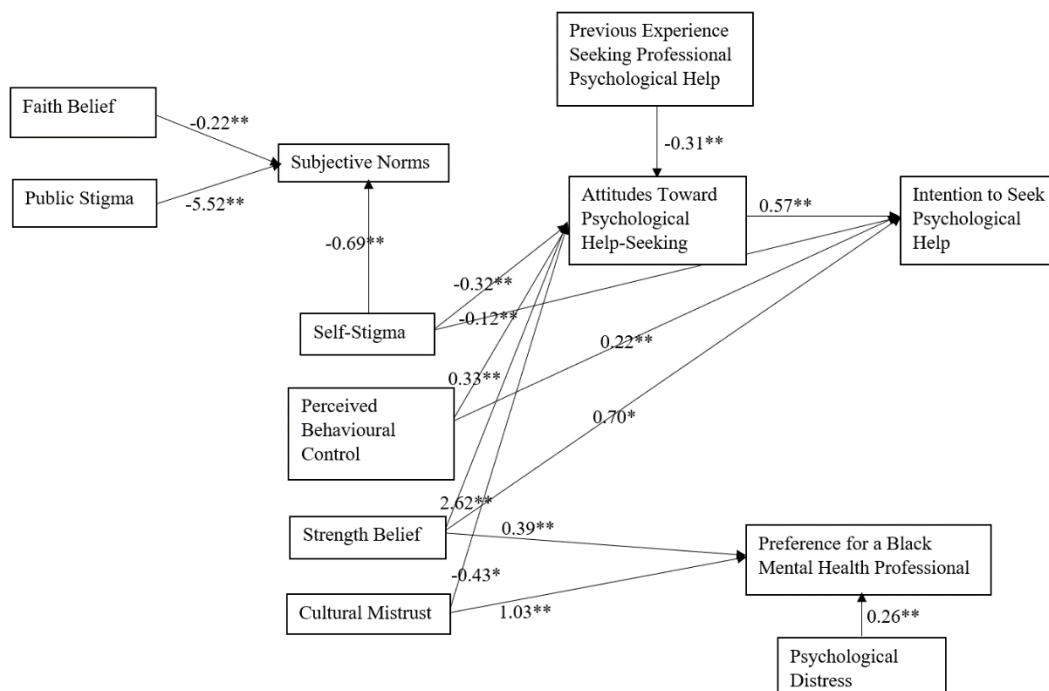 Previous Experience
Seeking Professional
Psychological Help
Faith Belief
-0.22**
-0.31**
Subjective Norms
Public Stigma
-5.52**
Attitudes Toward
Psychological
Help-Seeking
0.57**
Intention to Seek
Psychological
Help
-0.69**
-0.32**
-0.12**
Self-Stigma
0.22**
0.33**
Perceived
Behavioural
Control
0.70*
2.62**
Strength Belief
0.39**
Preference for a Black
Mental Health Professional
-0.43*
Cultural Mistrust
1.03**
0.26**
Psychological
Distress